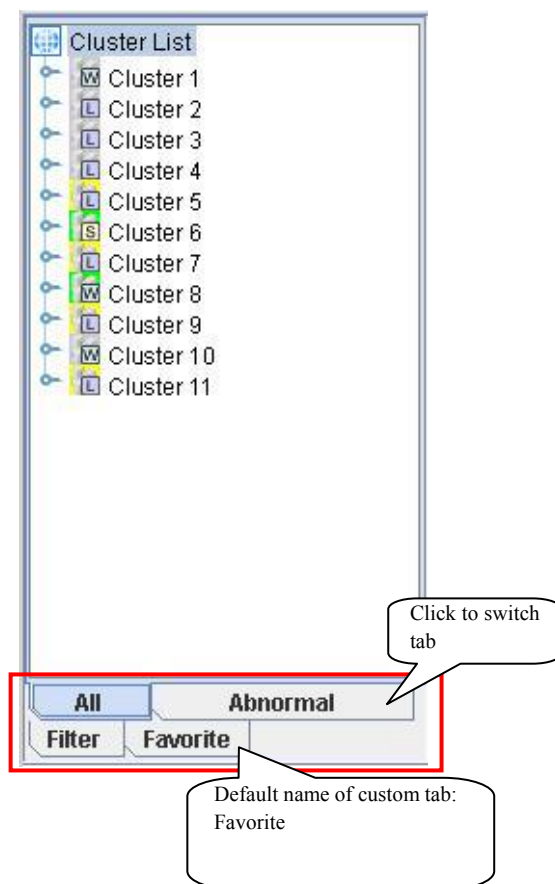 Cluster List
W Cluster 1
L Cluster 2
L Cluster 3
L Cluster 4
L Cluster 5
S Cluster 6
L Cluster 7
W Cluster 8
L Cluster 9
W Cluster 10
L Cluster 11
Click to switch
tab
All Abnormal
Filter Favorite
Default name of custom tab:
Favorite